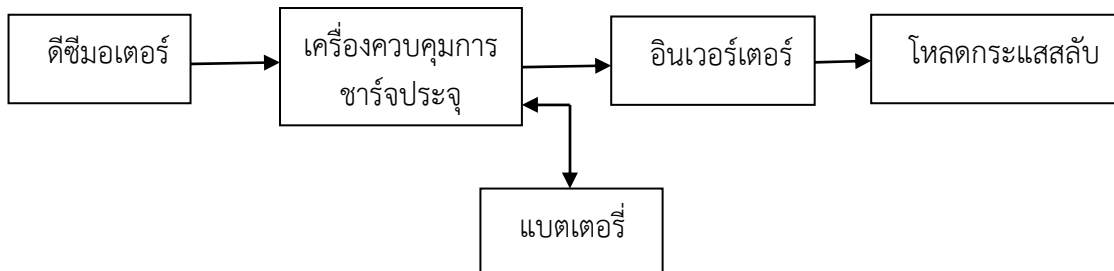 ดีซีมอเตอร์
เครื่องควบคุมการ
ชาร์จประจุ
อินเวอร์เตอร์
โหลดกระแสสลับ
แบตเตอรี่